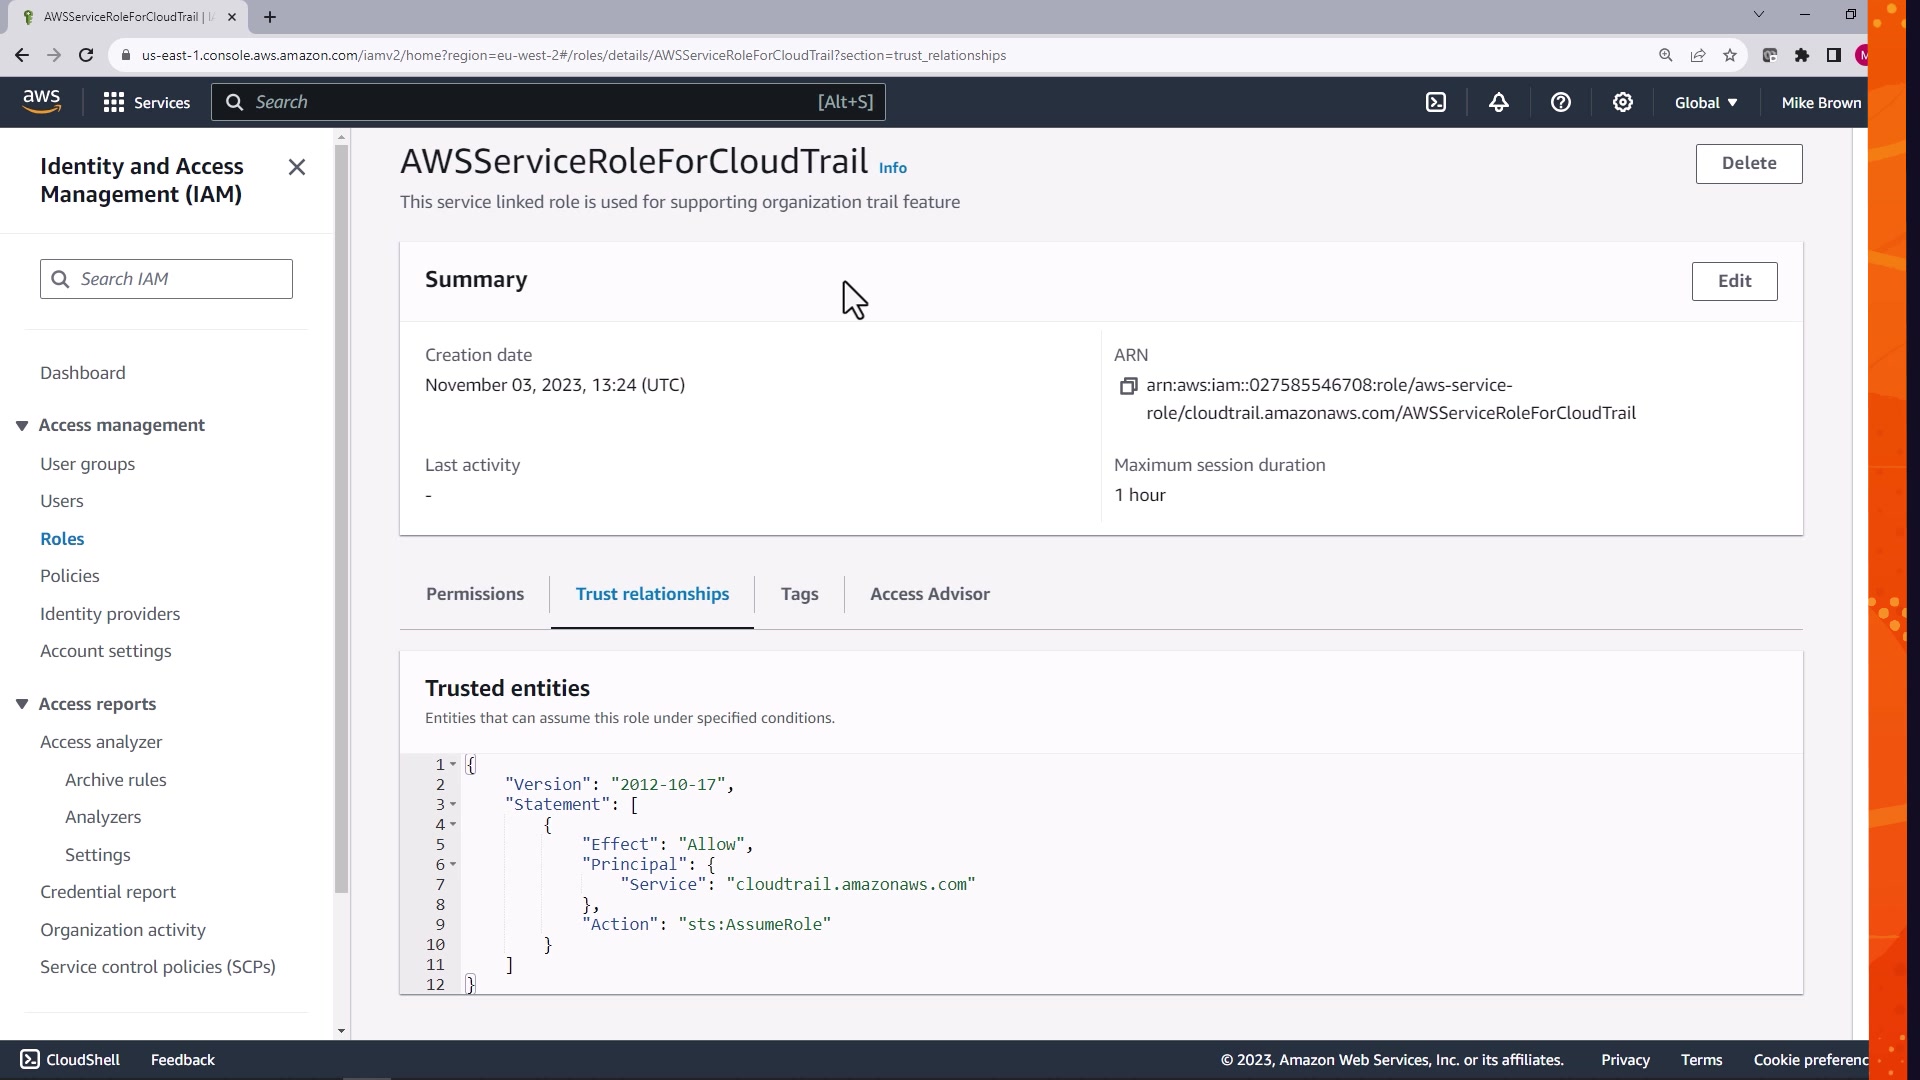 AWSServiceRoleForCloudTrail | IA
us-east-1.console.aws.amazon.com/iamv2/home?region=eu-west-2#/roles/details/AWSServiceRoleForCloudTrail?section=trust_relationships
M
aws
Services
Search
[Alt+S]
Global ▼
Mike Brown
Identity and Access
Management (IAM)
Search IAM
Dashboard
Access management
User groups
Users
Roles
Policies
Identity providers
Account settings
Access reports
Access analyzer
Archive rules
Analyzers
Settings
Credential report
Organization activity
Service control policies (SCPs)
AWSServiceRoleForCloudTrail Info
Delete
This service linked role is used for supporting organization trail feature
Summary
Edit
Creation date
November 03, 2023, 13:24 (UTC)
ARN
arn:aws:iam::027585546708:role/aws-service-
role/cloudtrail.amazonaws.com/AWSServiceRoleForCloudTrail
Last activity
-
Maximum session duration
1 hour
Permissions
Trust relationships
Tags
Access Advisor
Trusted entities
Entities that can assume this role under specified conditions.
1 {
2 "Version": "2012-10-17",
3 "Statement": [
4 {
5 "Effect": "Allow",
6 "Principal": {
7 "Service": "cloudtrail.amazonaws.com"
8 },
9 "Action": "sts:AssumeRole"
10 }
11 ]
12 }
CloudShell
Feedback
© 2023, Amazon Web Services, Inc. or its affiliates.
Privacy
Terms
Cookie preferenc